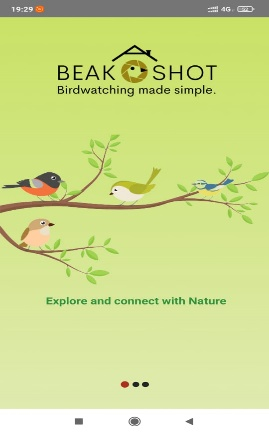 19:29
4G
BEAK SHOT
Birdwatching made simple.
Explore and connect with Nature